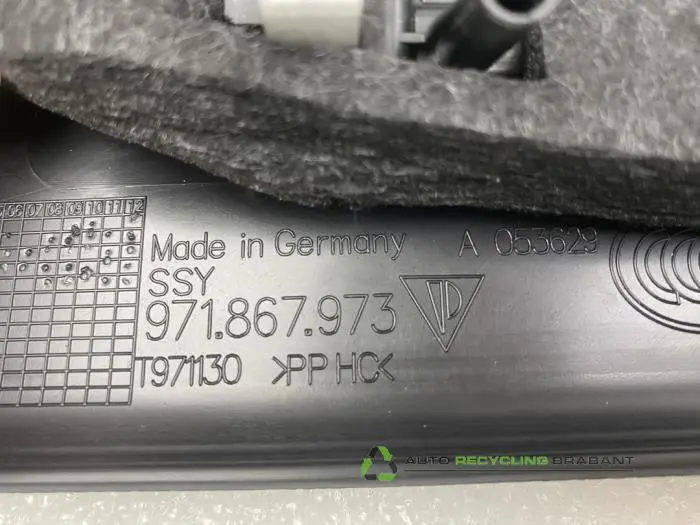 06 07 08 09 10 11 12
Made in Germany A 053629
SSY
971.867.973
T971130 >PP HC<
AUTO RECYCLING BRABANT